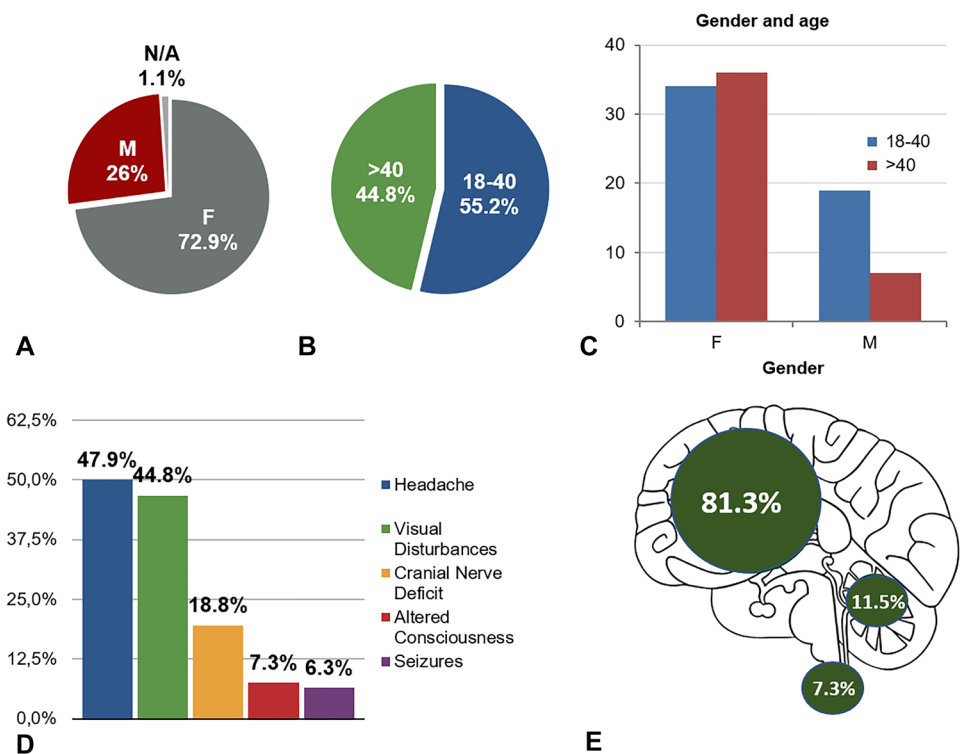 N/A
1.1%
M
26%
F
72.9%
A
>40
44.8%
18-40
55.2%
B
Gender and age
40
30
20
10
0
18-40
>40
F
M
Gender
C
62,5%
50,0%
37,5%
25,0%
12,5%
0,0%
47.9%
44.8%
18.8%
7.3%
6.3%
Headache
Visual
Disturbances
Cranial Nerve
Deficit
Altered
Consciousness
Seizures
D
81.3%
11.5%
7.3%
E